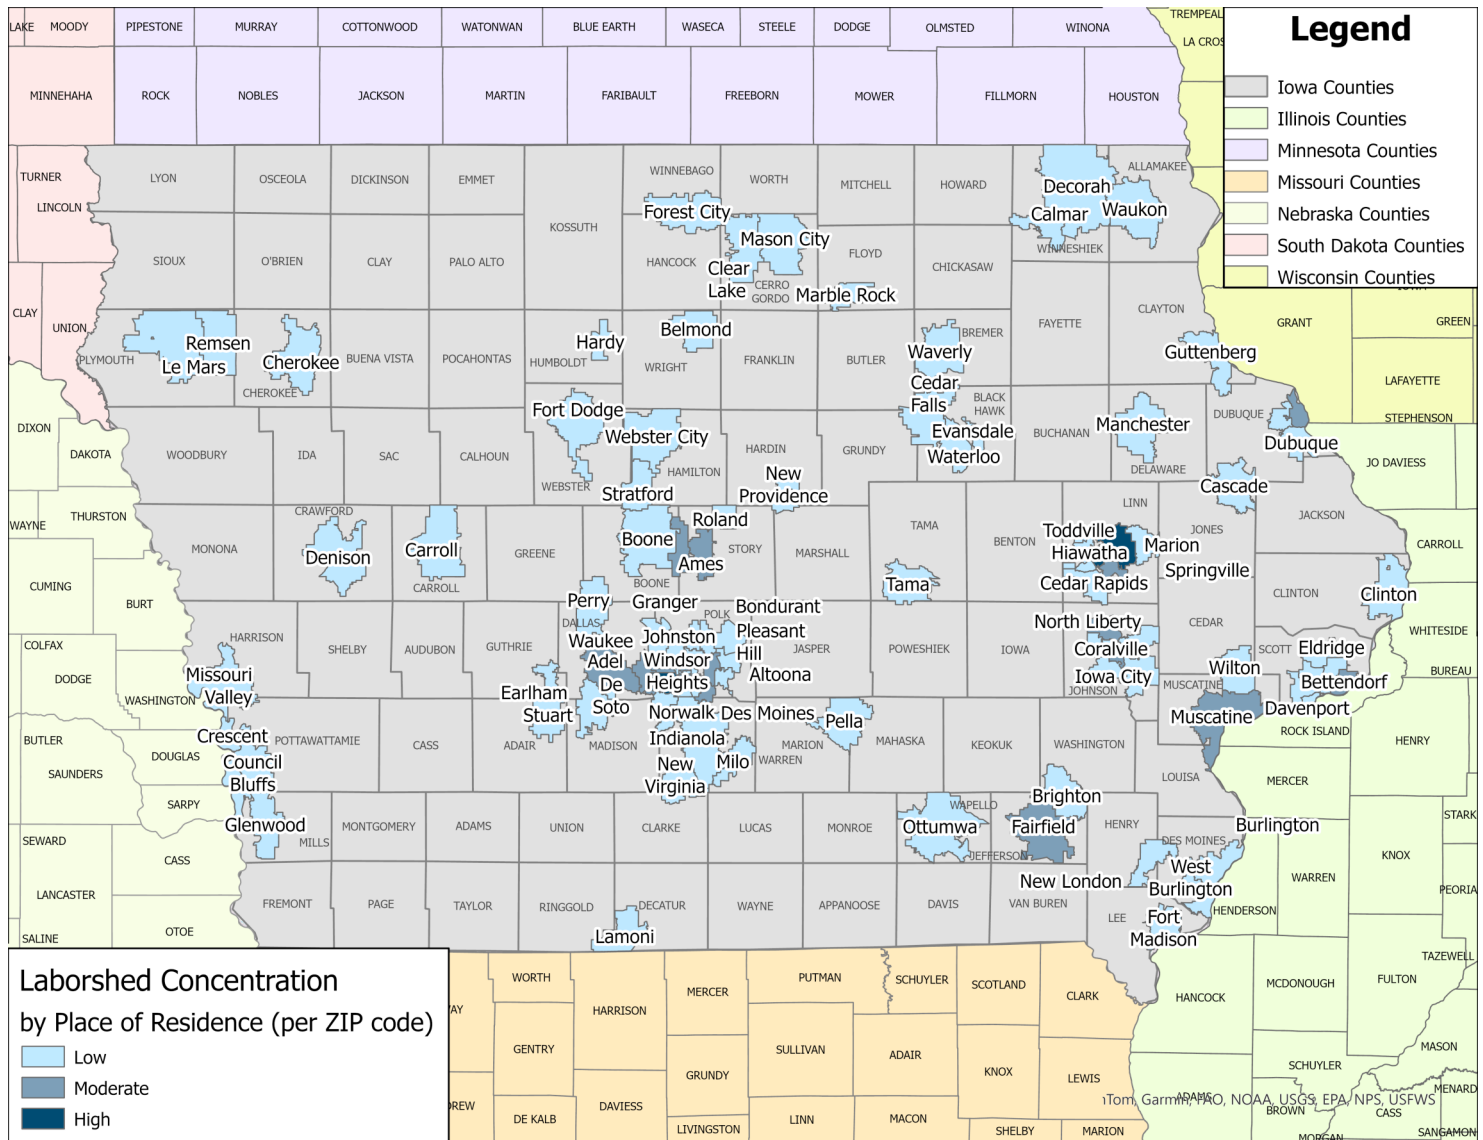 LAKE
MOODY
PIPESTONE
MURRAY
COTTONWOOD
WATONWAN
BLUE EARTH
WASECA
STEELE
DODGE
OLMSTED
WINONA
TREMPEAL
LA CROS
Legend
Iowa Counties
Illinois Counties
Minnesota Counties
Missouri Counties
Nebraska Counties
South Dakota Counties
Wisconsin Counties
MINNEHAHA
ROCK
NOBLES
JACKSON
MARTIN
FARIBAULT
FREEBORN
MOWER
FILLMORN
HOUSTON
TURNER
LINCOLN
LYON
OSCEOLA
DICKINSON
EMMET
KOSSUTH
WINNEBAGO
WORTH
MITCHELL
HOWARD
ALLAMAKEE
Decorah
Calmar
Waukon
WINNESHIEK
Forest City
Mason City
Clear
Lake
CERRO
GORDO
Marble Rock
SIOUX
O'BRIEN
CLAY
PALO ALTO
HANCOCK
FLOYD
CHICKASAW
CLAY
UNION
PLYMOUTH
Remsen
Le Mars
Cherokee
CHEROKEE
BUENA VISTA
POCAHONTAS
HUMBOLDT
Hardy
Belmond
WRIGHT
FRANKLIN
BUTLER
BREMER
Waverly
FAYETTE
CLAYTON
Guttenberg
GRANT
GREEN
LAFAYETTE
STEPHENSON
DIXON
DAKOTA
WOODBURY
IDA
SAC
CALHOUN
WEBSTER
Fort Dodge
Webster City
HAMILTON
Stratford
HARDIN
New
Providence
GRUNDY
Cedar
Falls
BLACK
HAWK
Evansdale
Waterloo
BUCHANAN
Manchester
DELAWARE
DUBUQUE
Dubuque
Cascade
JO DAVIESS
WAYNE
THURSTON
MONONA
CRAWFORD
Denison
Carroll
CARROLL
GREENE
Boone
BOONE
Roland
Ames
STORY
MARSHALL
TAMA
Tama
BENTON
LINN
Toddville
Hiawatha
Marion
Cedar Rapids
Springville
JONES
JACKSON
CARROLL
CLINTON
Clinton
CUMING
BURT
COLFAX
DODGE
WASHINGTON
HARRISON
Missouri
Valley
SHELBY
AUDUBON
GUTHRIE
DALLAS
Perry
Granger
POLK
Bondurant
Waukee
Johnston
Pleasant
Hill
Adel
Windsor
Heights
Altoona
De
Soto
Earlham
Stuart
Norwalk
Des Moines
Indianola
New
Virginia
Milo
JASPER
POWESHIEK
IOWA
JOHNSON
North Liberty
Coralville
Iowa City
CEDAR
SCOTT
Eldridge
Wilton
Bettendorf
MUSCATINE
Davenport
Muscatine
WHITESIDE
BUREAU
ROCK ISLAND
HENRY
BUTLER
SAUNDERS
DOUGLAS
SARPY
Crescent
Council
Bluffs
POTTAWATTAMIE
CASS
ADAIR
MADISON
WARREN
MARION
Pella
MAHASKA
KEOKUK
WASHINGTON
LOUISA
MERCER
SEWARD
CASS
LANCASTER
Glenwood
MILLS
MONTGOMERY
ADAMS
UNION
CLARKE
LUCAS
MONROE
WAPELLO
Ottumwa
Brighton
Fairfield
JEFFERSON
HENRY
DES MOINES
Burlington
West
Burlington
New London
STARK
KNOX
WARREN
PEORIA
HENDERSON
SALINE
OTOE
FREMONT
PAGE
TAYLOR
RINGGOLD
DECATUR
Lamoni
WAYNE
APPANOOSE
DAVIS
VAN BUREN
LEE
Fort
Madison
Laborshed Concentration
by Place of Residence (per ZIP code)
Low
Moderate
High
WORTH
HARRISON
MERCER
PUTMAN
SCHUYLER
SCOTLAND
CLARK
HANCOCK
MCDONOUGH
FULTON
TAZEWELL
GENTRY
GRUNDY
SULLIVAN
ADAIR
KNOX
LEWIS
SCHUYLER
MASON
DE KALB
DAVIESS
LIVINGSTON
LINN
MACON
SHELBY
MARION
ADAMS
BROWN
CASS
MENARD
MORGAN
SANGAMON
Tom, Garmin, FAO, NOAA, USGS, EPA, NPS, USFWS